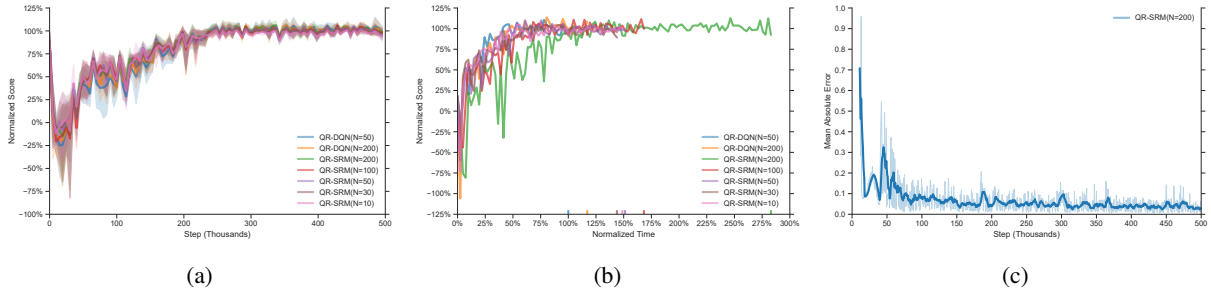 125%
100%
75%
50%
25%
0%
−25%
−50%
−75%
−100%
Normalized Score
0
100
200
300
400
500
Step (Thousands)
QR-DQN(N=50)
QR-DQN(N=200)
QR-SRM(N=200)
QR-SRM(N=100)
QR-SRM(N=50)
QR-SRM(N=30)
QR-SRM(N=10)
(a)
125%
100%
75%
50%
25%
0%
−25%
−50%
−75%
−100%
−125%
Normalized Score
0%
25%
50%
75%
100%
125%
150%
175%
200%
225%
250%
275%
300%
Normalized Time
QR-DQN(N=50)
QR-DQN(N=200)
QR-SRM(N=200)
QR-SRM(N=100)
QR-SRM(N=50)
QR-SRM(N=30)
QR-SRM(N=10)
(b)
1.0
0.9
0.8
0.7
0.6
0.5
0.4
0.3
0.2
0.1
0.0
Mean Absolute Error
0
50
100
150
200
250
300
350
400
450
500
Step (Thousands)
QR-SRM(N=200)
(c)